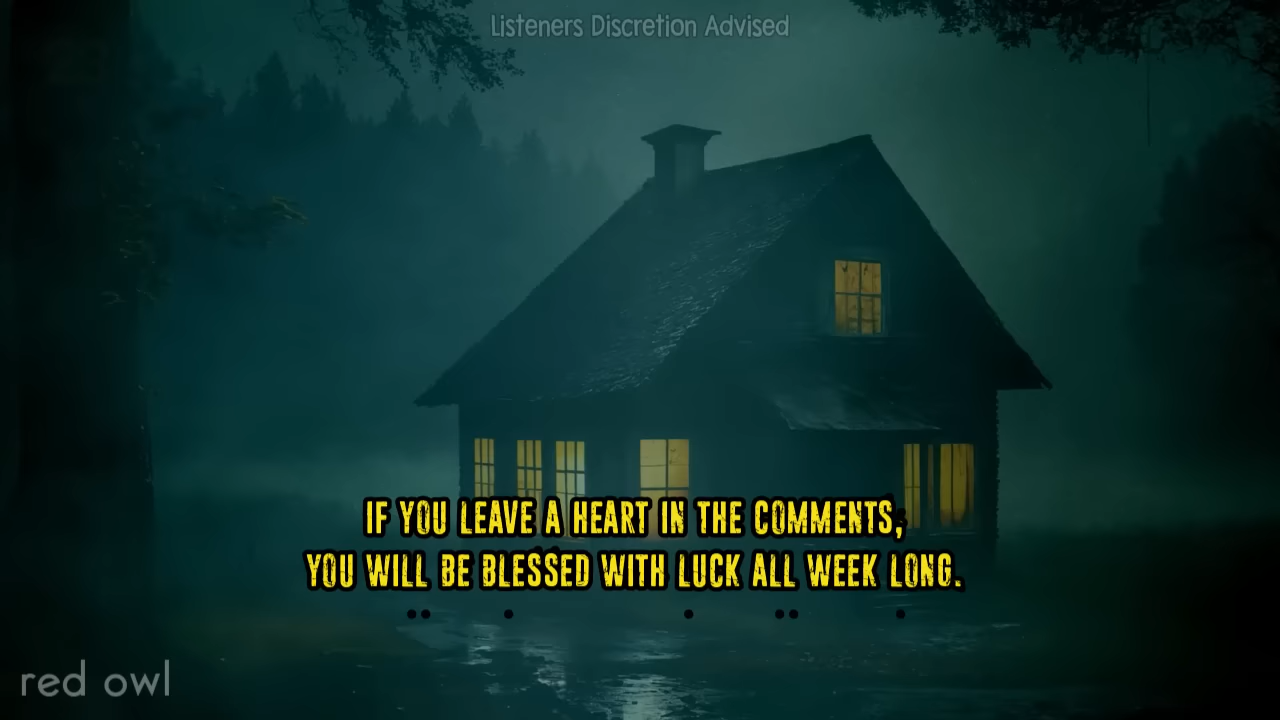 Listeners Discretion Advised
IF YOU LEAVE A HEART IN THE COMMENTS,
YOU WILL BE BLESSED WITH LUCK ALL WEEK LONG.
red owl